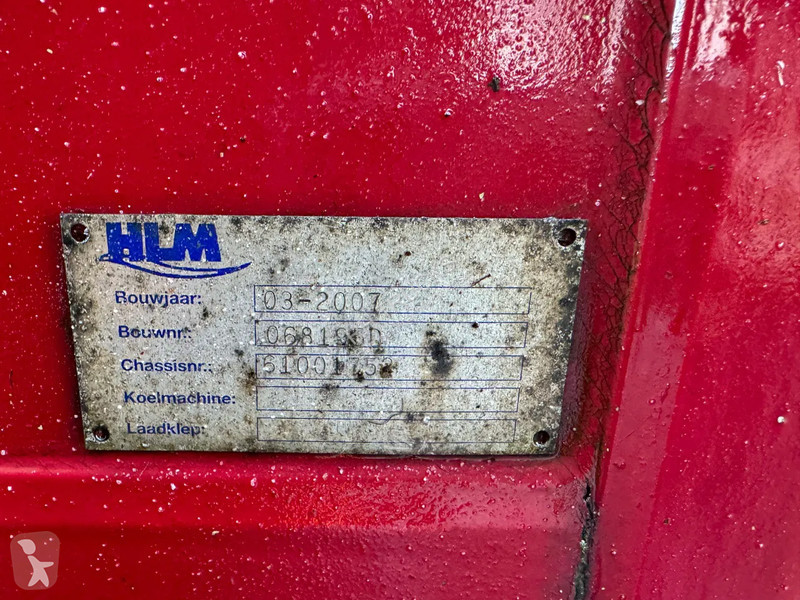 HLM
Bouwjaar: 03-2007
Bouwnr.:
Chassisnr.:
Koelmachine:
Laadklep: